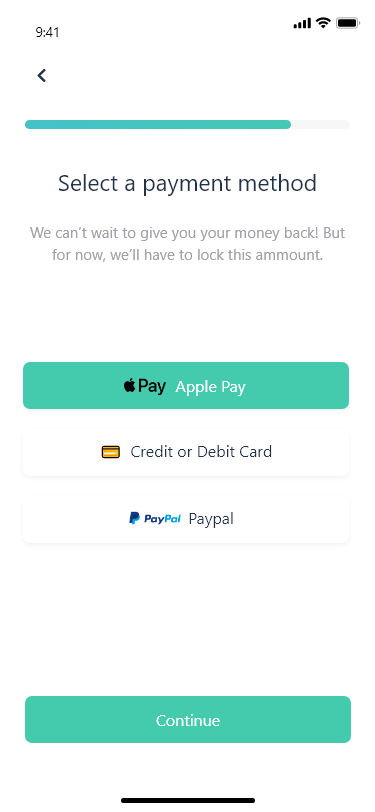 9:41
Select a payment method
We can’t wait to give you your money back! But
for now, we’ll have to lock this ammount.
Pay Apple Pay
Credit or Debit Card
PayPal Paypal
Continue